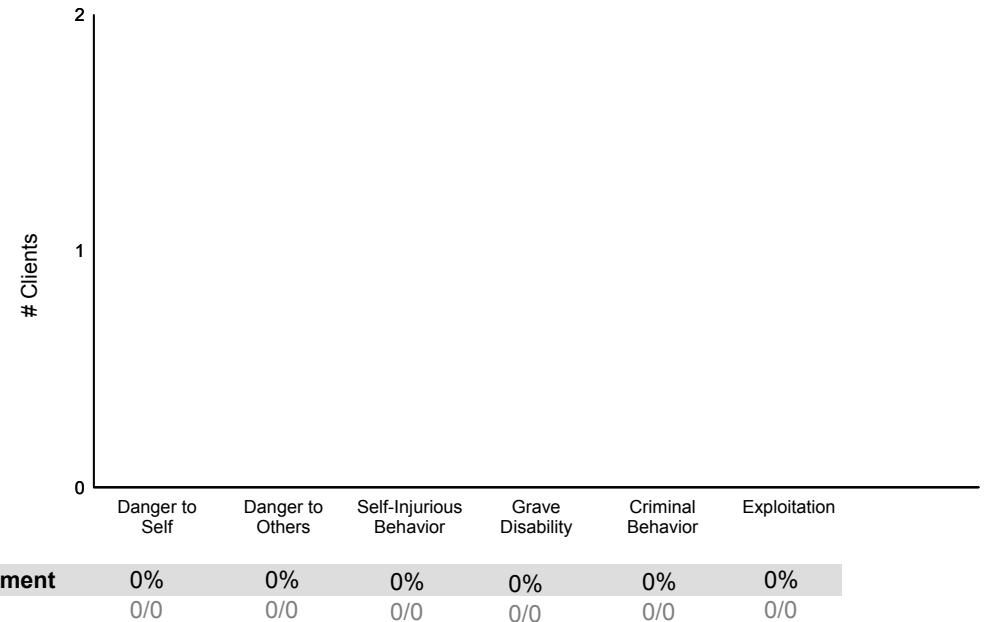 2
# Clients
1
0
Danger to Self
Danger to Others
Self-Injurious Behavior
Grave Disability
Criminal Behavior
Exploitation
ment 0% 0% 0% 0% 0% 0%
0/0 0/0 0/0 0/0 0/0 0/0